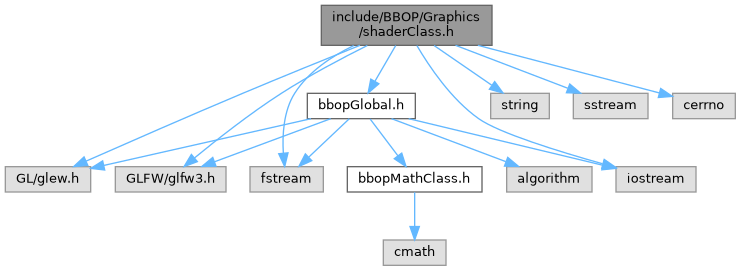 include/BBOP/Graphics
/shaderClass.h
bbopGlobal.h
string
sstream
cerrno
GL/glew.h
GLFW/glfw3.h
fstream
bbopMathClass.h
algorithm
iostream
cmath